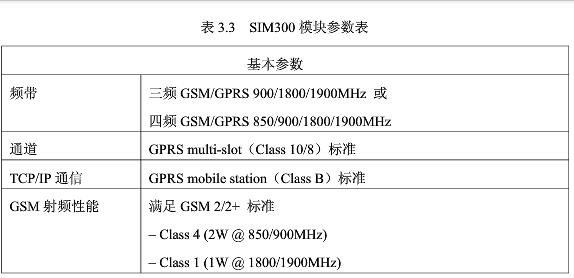 表 3.3 SIM300 模块参数表
基本参数
频带
三频 GSM/GPRS 900/1800/1900MHz 或
四频 GSM/GPRS 850/900/1800/1900MHz
通道
GPRS multi-slot（Class 10/8）标准
TCP/IP 通信
GPRS mobile station（Class B）标准
GSM 射频性能
满足 GSM 2/2+ 标准
– Class 4 (2W @ 850/900MHz)
– Class 1 (1W @ 1800/1900MHz)